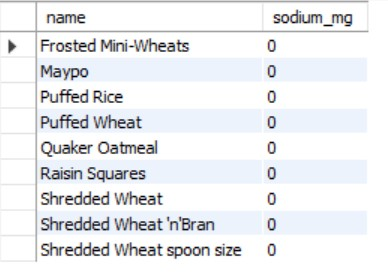 name sodium_mg
Frosted Mini-Wheats 0
Maypo 0
Puffed Rice 0
Puffed Wheat 0
Quaker Oatmeal 0
Raisin Squares 0
Shredded Wheat 0
Shredded Wheat 'n'Bran 0
Shredded Wheat spoon size 0